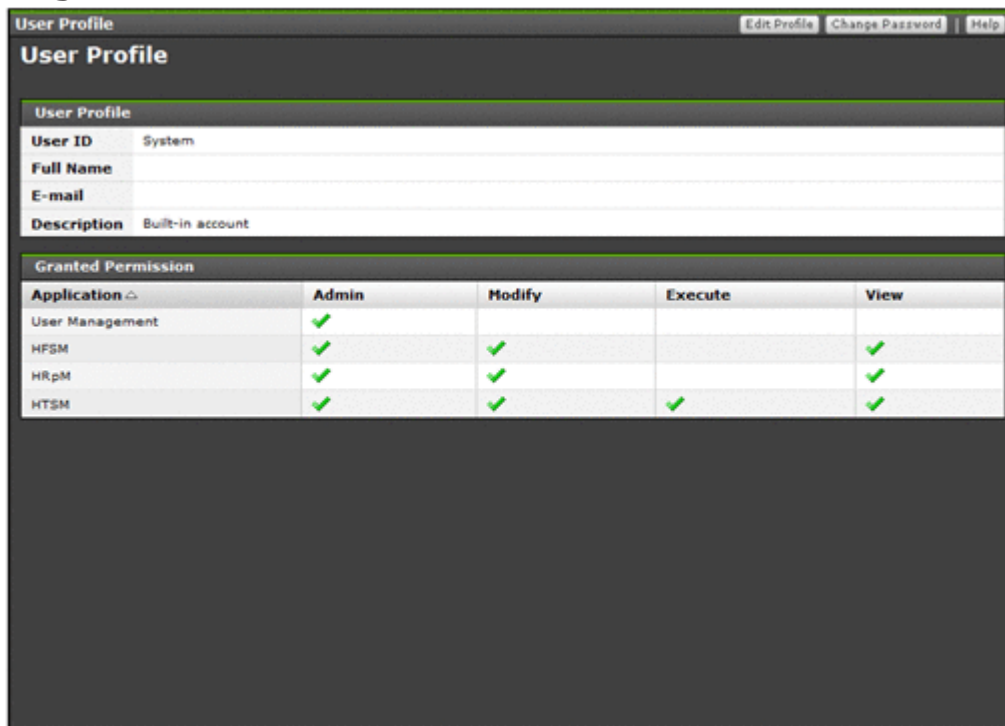 User Profile Edit Profile Change Password | Help
User Profile
User Profile
User ID System
Full Name
E-mail
Description Built-in account
Granted Permission
Application Admin Modify Execute View
User Management
HFSM
HRpM
HTSM